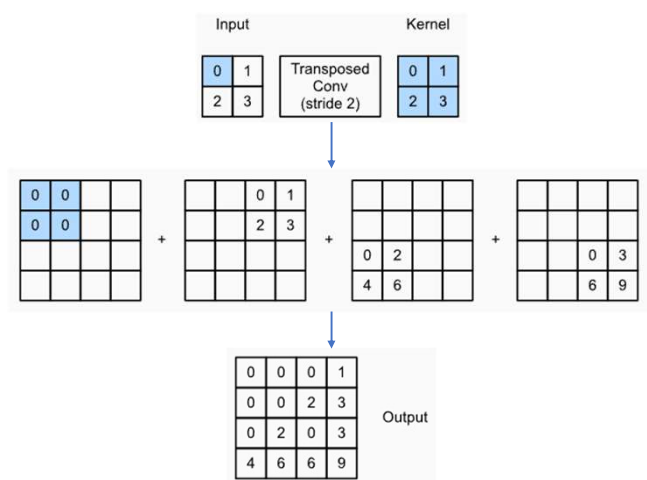 Input Kernel
0 1 Transposed 0 1
Conv
2 3 (stride 2) 2 3
0 0 0 1
0 0 2 3
+ + +
0 2 0 3
4 6 6 9
0 0 0 1
0 0 2 3
Output
0 2 0 3
4 6 6 9